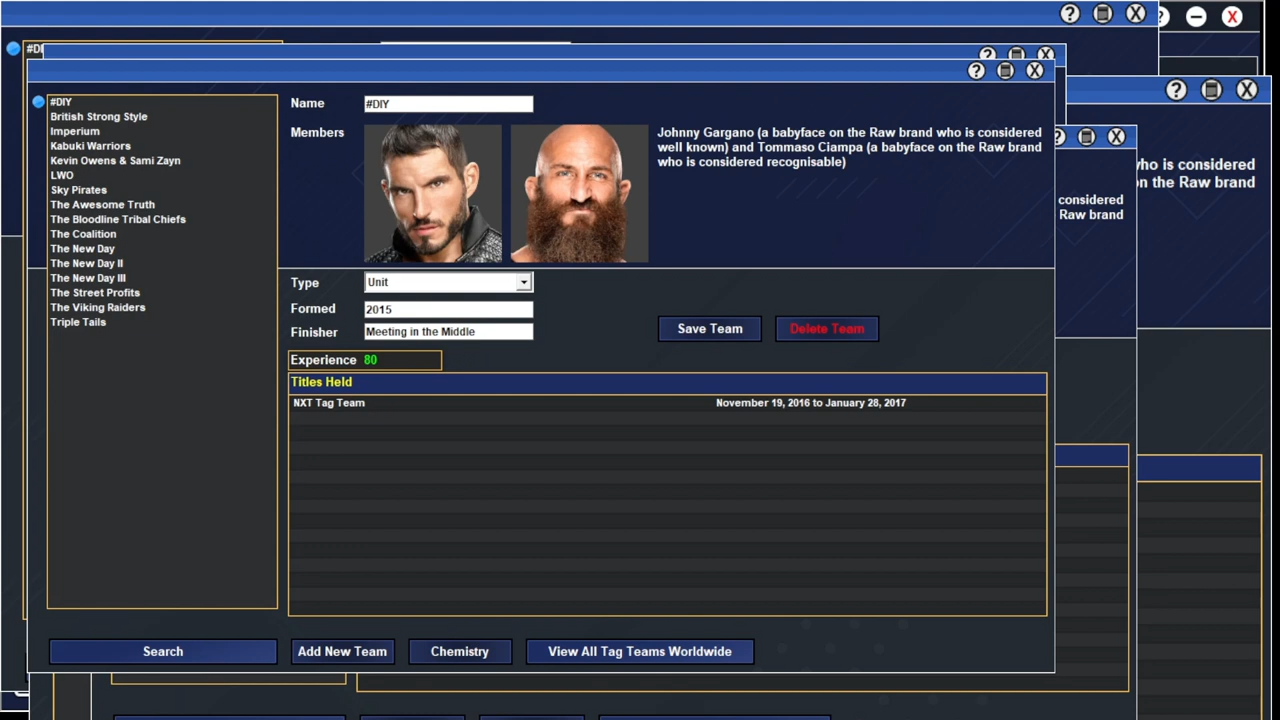 #DI
#DIY
British Strong Style
Imperium
Kabuki Warriors
Kevin Owens & Sami Zayn
LWO
Sky Pirates
The Awesome Truth
The Bloodline Tribal Chiefs
The Coalition
The New Day
The New Day II
The New Day III
The Street Profits
The Viking Raiders
Triple Tails
Name #DIY
Members
Johnny Gargano (a babyface on the Raw brand who is considered
well known) and Tommaso Ciampa (a babyface on the Raw brand
who is considered recognisable)
Type Unit
Formed 2015
Finisher Meeting in the Middle
Save Team Delete Team
Experience 80
Titles Held
NXT Tag Team November 19, 2016 to January 28, 2017
Search Add New Team Chemistry View All Tag Teams Worldwide
considered
Raw brand
who is considered
on the Raw brand